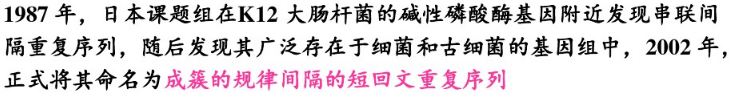 1987 年，日本课题组在K12 大肠杆菌的碱性磷酸酶基因附近发现串联间
隔重复序列，随后发现其广泛存在于细菌和古细菌的基因组中，2002 年，
正式将其命名为成簇的规律间隔的短回文重复序列